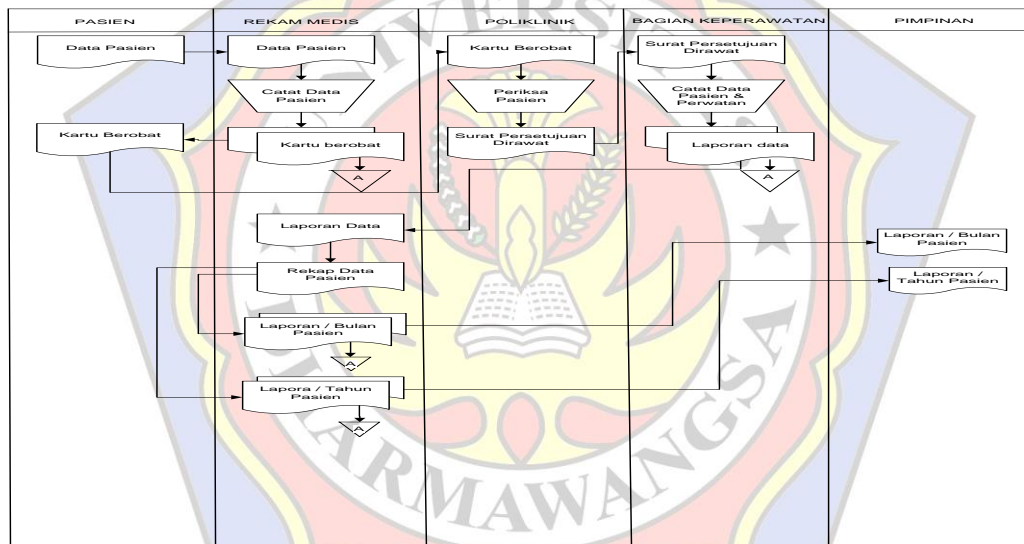 PASIEN
REKAM MEDIS
POLIKLINIK
BAGIAN KEPERAWATAN
PIMPINAN
Data Pasien
Data Pasien
Kartu Berobat
Surat Persetujuan
Dirawat
Catat Data
Pasien
Periksa
Pasien
Catat Data
Pasien &
Perwatan
Kartu Berobat
Kartu berobat
Surat Persetujuan
Dirawat
Laporan data
A
A
Laporan Data
Rekap Data
Pasien
Laporan / Bulan
Pasien
Laporan /
Tahun Pasien
Laporan / Bulan
Pasien
A
Lapora / Tahun
Pasien
A
UNIVERSITAS
DHARMAWANGSA